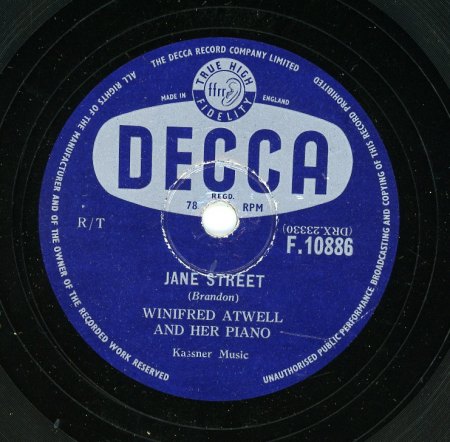 THE DECCA RECORD COMPANY LIMITED
ALL RIGHTS OF THE MANUFACTURER AND OF THE OWNER OF THE RECORDED WORK RESERVED
UNAUTHORISED PUBLIC PERFORMANCE BROADCASTING AND COPYING OF THIS RECORD PROHIBITED
TRUE HIGH
ffrr
FIDELITY
MADE IN ENGLAND
DECCA
REGD.
78 RPM
R/T
(DRX.23330)
F.10886
JANE STREET
(Brandon)
WINIFRED ATWELL
AND HER PIANO
Kassner Music